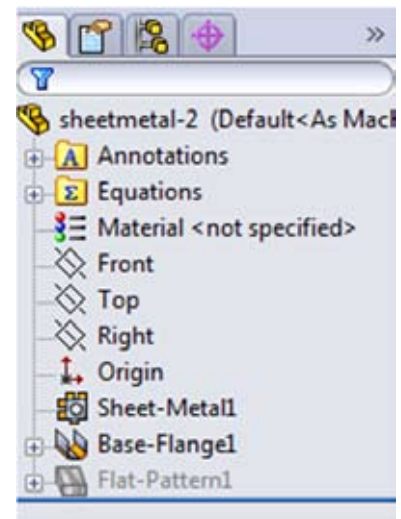 sheetmetal-2 (Default<As Mac
Annotations
Equations
Material <not specified>
Front
Top
Right
Origin
Sheet-Metal1
Base-Flange1
Flat-Pattern1